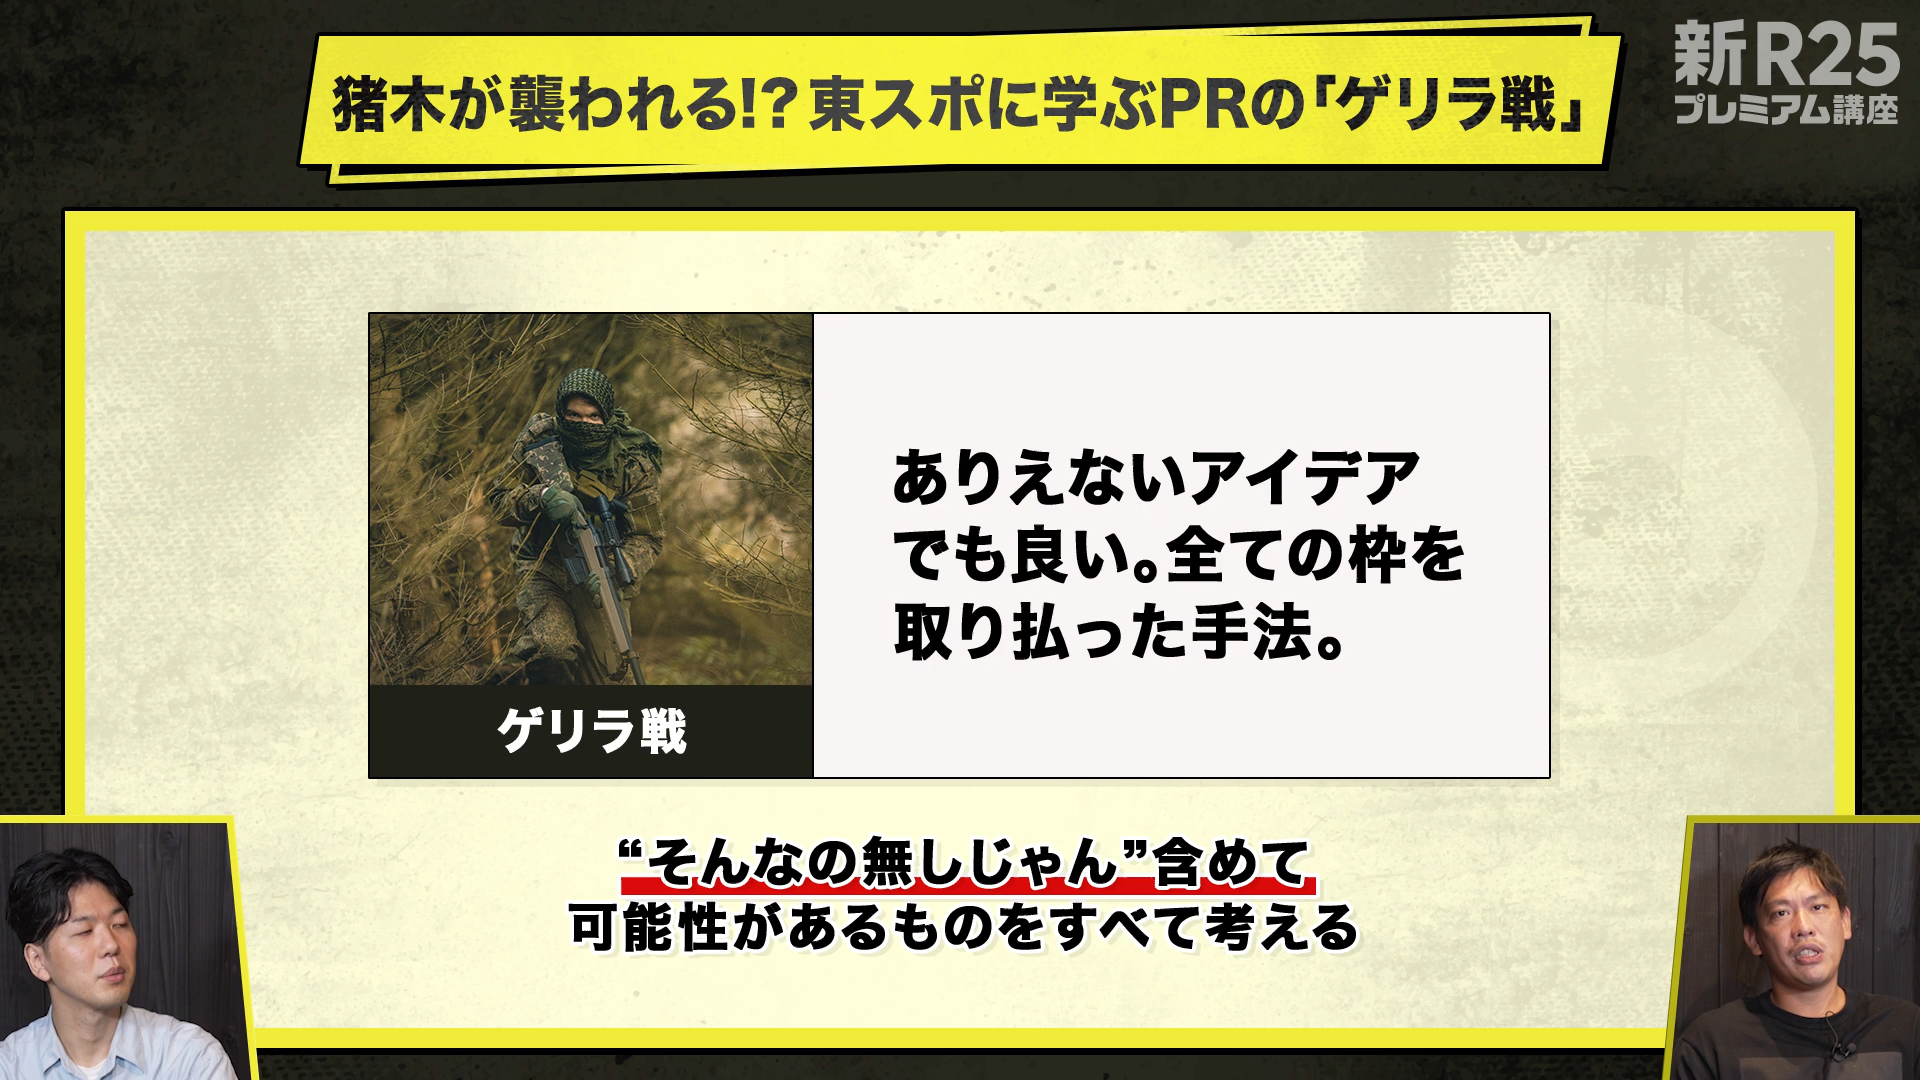 猪木が襲われる!?東スポに学ぶPRの「ゲリラ戦」
新R25
プレミアム講座
ありえないアイデア
でも良い。全ての枠を
取り払った手法。
ゲリラ戦
“そんなの無しじゃん”含めて
可能性があるものをすべて考える